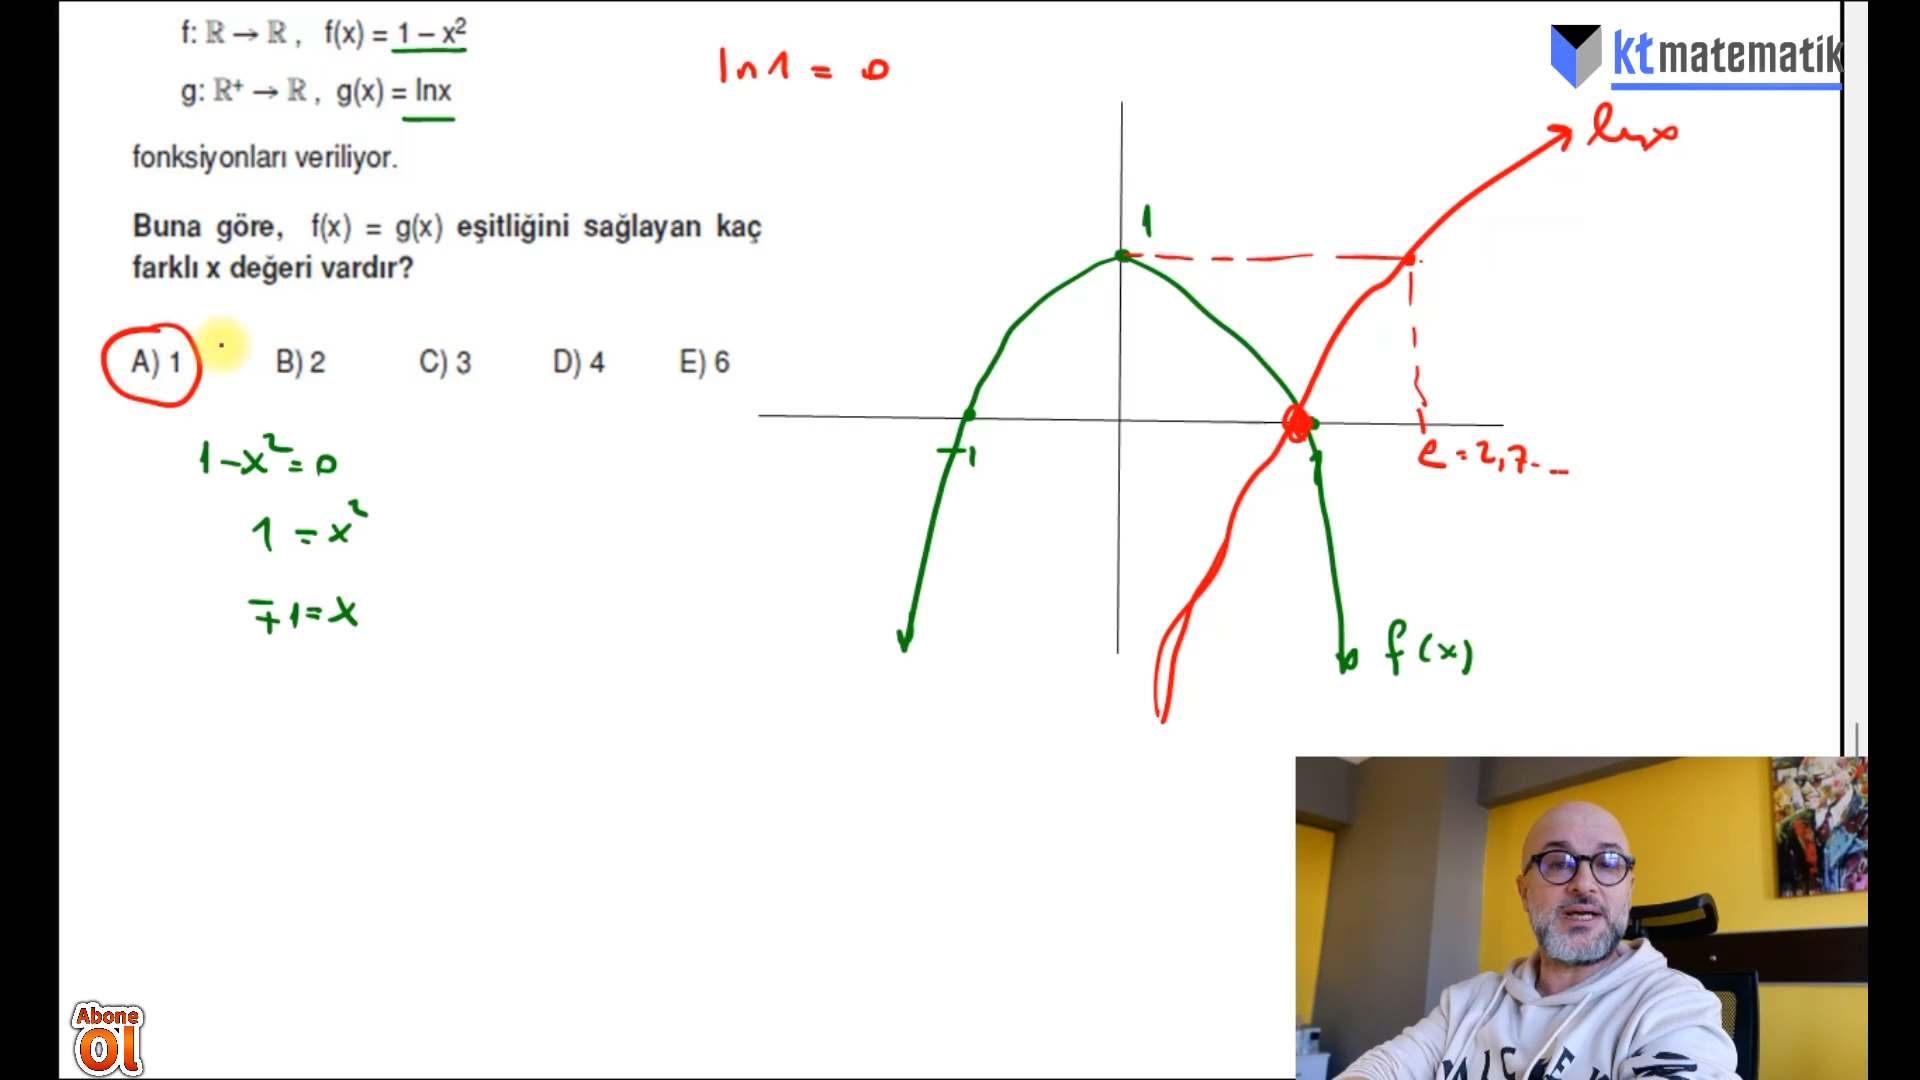 f: ℝ → ℝ, f(x) = 1 – x²
g: ℝ⁺ → ℝ, g(x) = lnx
fonksiyonları veriliyor.
Buna göre, f(x) = g(x) eşitliğini sağlayan kaç
farklı x değeri vardır?
A) 1 B) 2 C) 3 D) 4 E) 6
1-x²=0
1 = x²
∓1=x
ln1 = 0
ktmatematik
lnx
1
-1
1
e=2,7...
f(x)
Abone
Ol